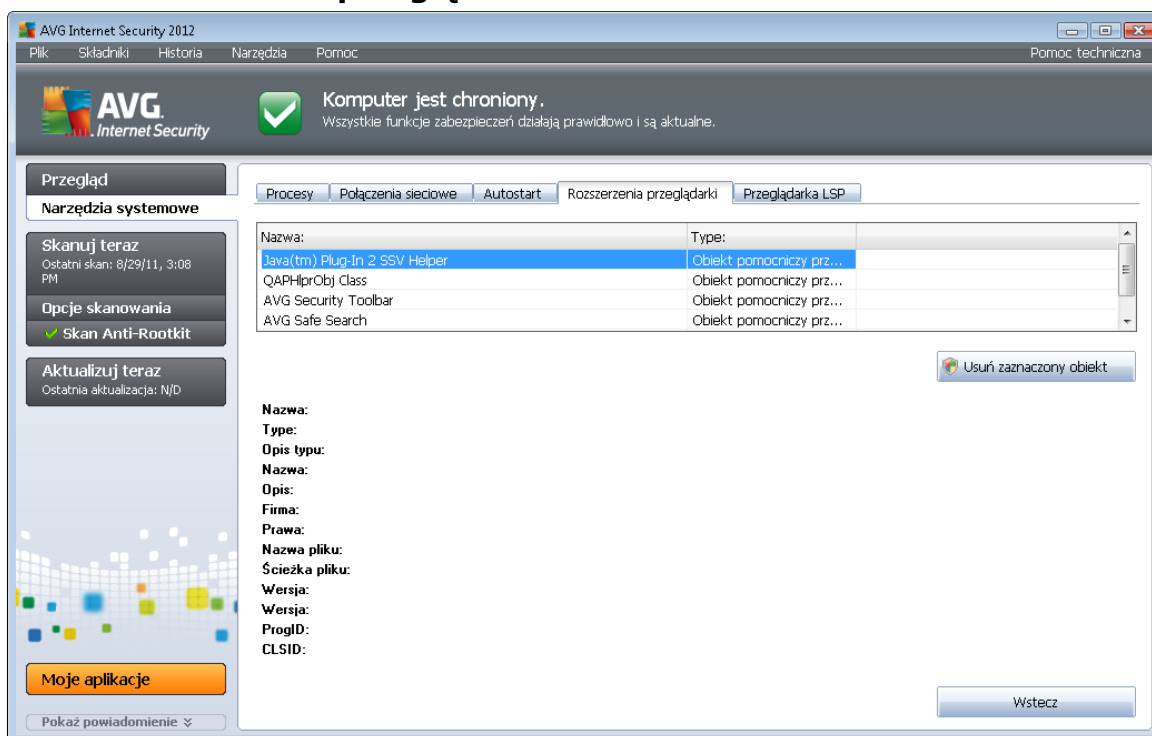 AVG Internet Security 2012
Plik Składniki Historia Narzędzia Pomoc Pomoc techniczna
AVG.
Internet Security
Komputer jest chroniony.
Wszystkie funkcje zabezpieczeń działają prawidłowo i są aktualne.
Przegląd
Narzędzia systemowe
Skanuj teraz
Ostatni skan: 8/29/11, 3:08
PM
Opcje skanowania
Skan Anti-Rootkit
Aktualizuj teraz
Ostatnia aktualizacja: N/D
Moje aplikacje
Pokaż powiadomienie
Procesy Połączenia sieciowe Autostart Rozszerzenia przeglądarki Przeglądarka LSP
Nazwa: Type:
Java(tm) Plug-In 2 SSV Helper Obiekt pomocniczy prz...
QAPHlprObj Class Obiekt pomocniczy prz...
AVG Security Toolbar Obiekt pomocniczy prz...
AVG Safe Search Obiekt pomocniczy prz...
Usuń zaznaczony obiekt
Nazwa:
Type:
Opis typu:
Nazwa:
Opis:
Firma:
Prawa:
Nazwa pliku:
Ścieżka pliku:
Wersja:
Wersja:
ProgID:
CLSID:
Wstecz